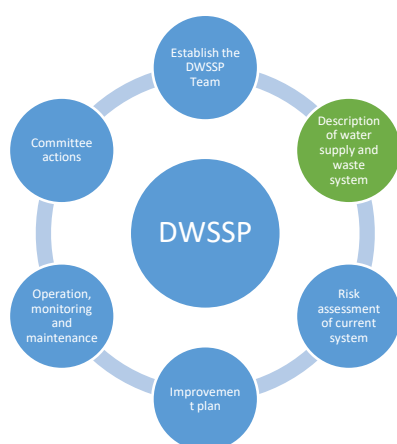 Establish the
DWSSP
Team
Description
of water
supply and
waste
system
Risk
assessment
of current
system
Improvemen
t plan
Operation,
monitoring
and
maintenance
Committee
actions
DWSSP